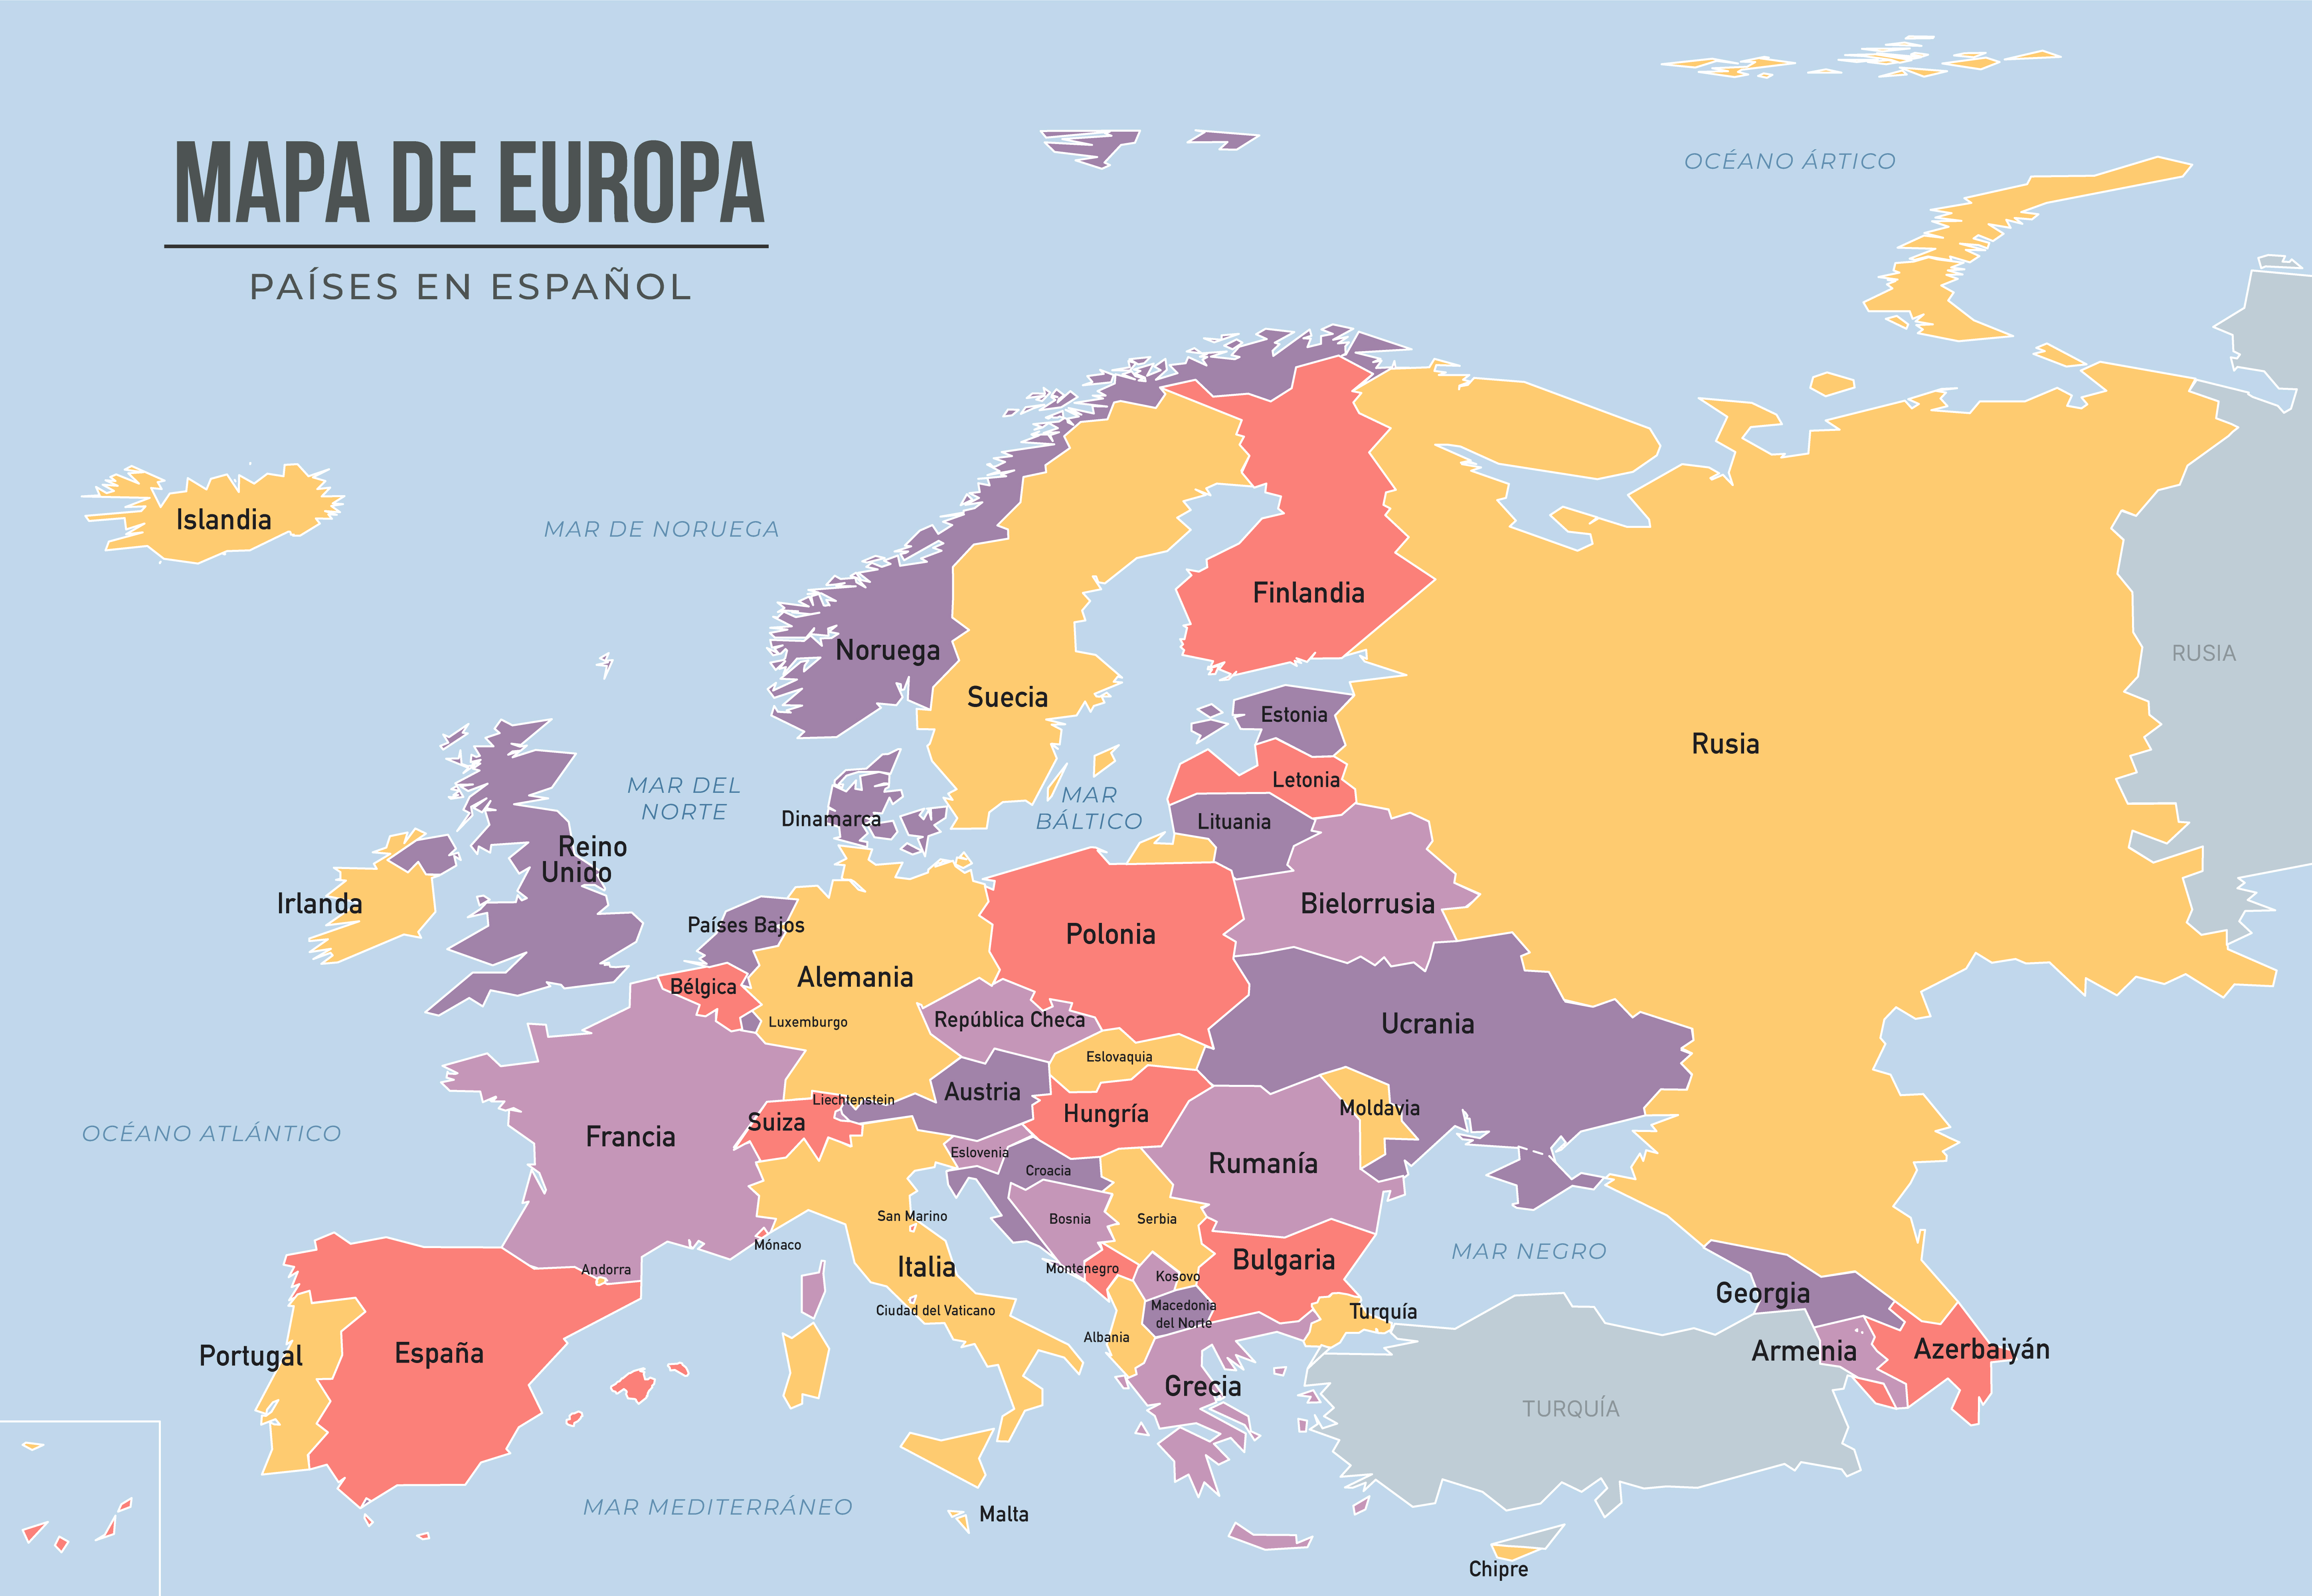 MAPA DE EUROPA
PAÍSES EN ESPAÑOL
OCÉANO ÁRTICO
Islandia
MAR DE NORUEGA
Finlandia
Noruega
RUSIA
Suecia
Estonia
Rusia
Letonia
MAR DEL
NORTE
MAR
BÁLTICO
Dinamarca
Lituania
Reino
Unido
Irlanda
Bielorrusia
Países Bajos
Polonia
Alemania
Bélgica
Luxemburgo
República Checa
Ucrania
Eslovaquia
Austria
Liechtenstein
Moldavia
Hungría
Suiza
OCÉANO ATLÁNTICO
Francia
Eslovenia
Rumanía
Croacia
San Marino
Bosnia
Serbia
Mónaco
MAR NEGRO
Bulgaria
Italia
Andorra
Montenegro
Kosovo
Georgia
Ciudad del Vaticano
Macedonia
del Norte
Turquía
Albania
Portugal
España
Armenia
Azerbaiyán
Grecia
TURQUÍA
MAR MEDITERRÁNEO
Malta
Chipre